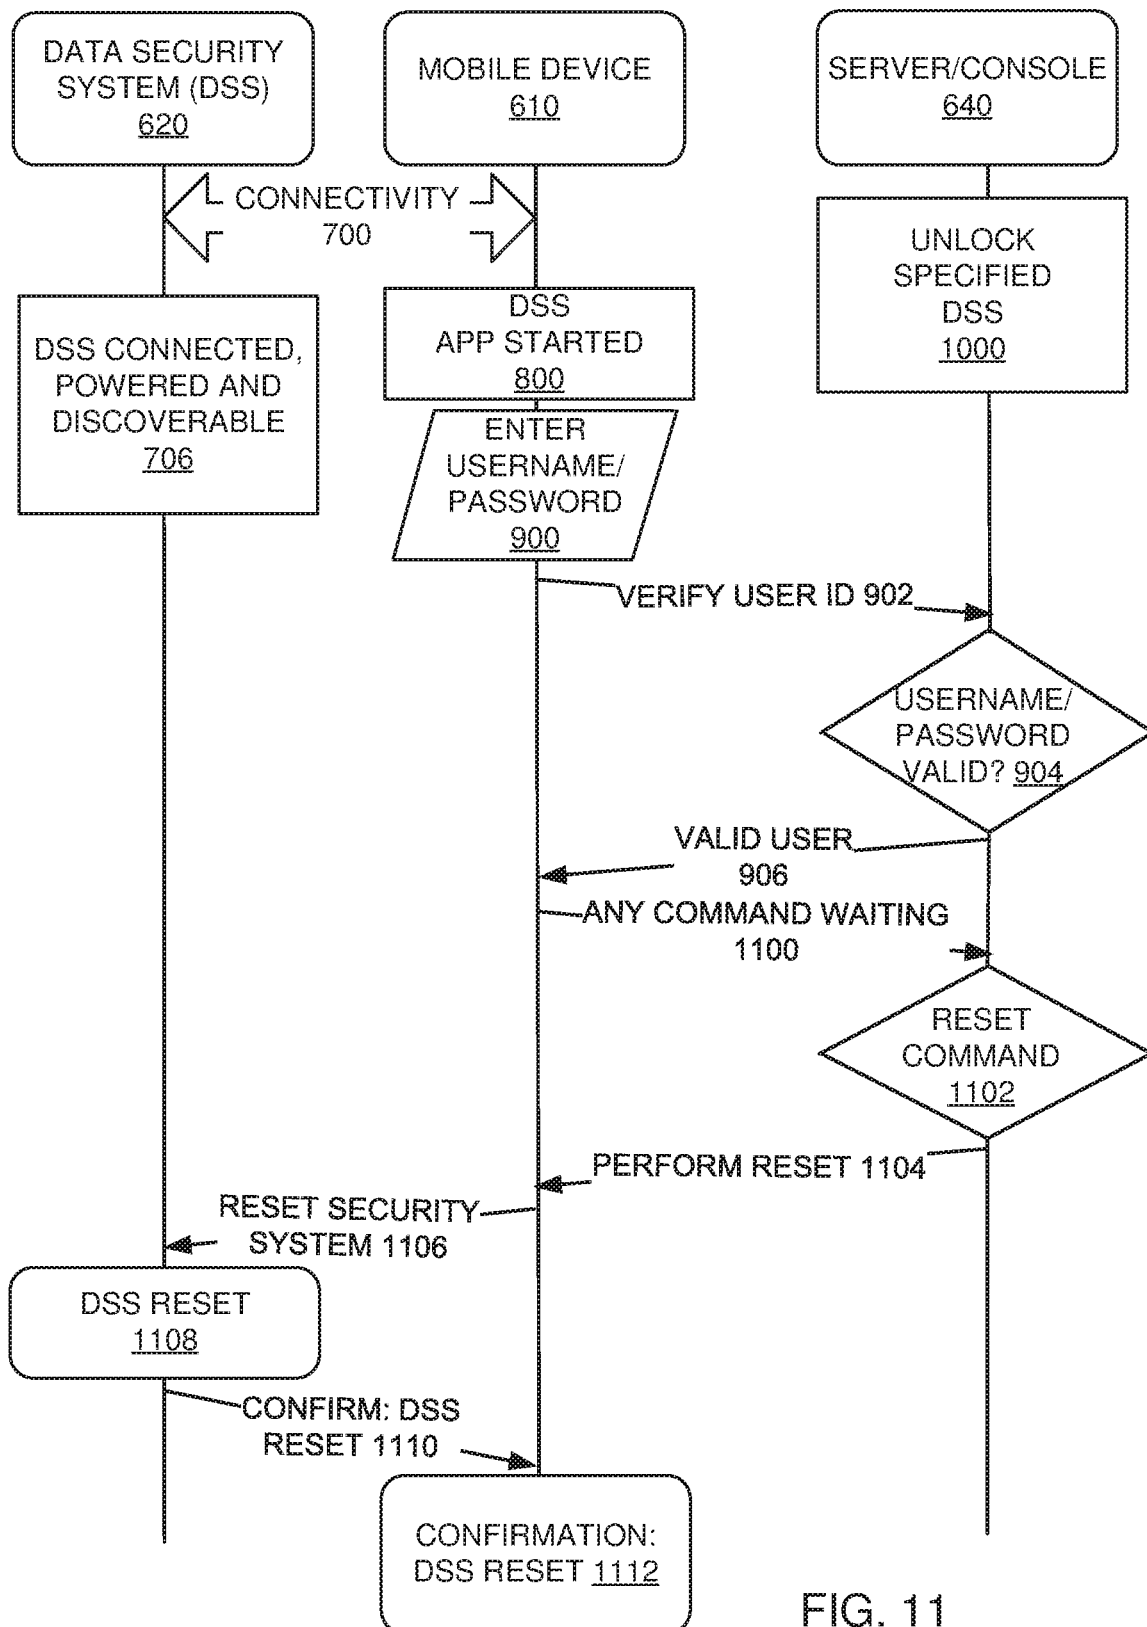 DATA SECURITY
SYSTEM (DSS)
620
MOBILE DEVICE
610
SERVER/CONSOLE
640
CONNECTIVITY
700
UNLOCK
SPECIFIED
DSS
1000
DSS CONNECTED,
POWERED AND
DISCOVERABLE
706
DSS
APP STARTED
800
ENTER
USERNAME/
PASSWORD
900
VERIFY USER ID 902
USERNAME/
PASSWORD
VALID? 904
VALID USER
906
ANY COMMAND WAITING
1100
RESET
COMMAND
1102
PERFORM RESET 1104
RESET SECURITY
SYSTEM 1106
DSS RESET
1108
CONFIRM: DSS
RESET 1110
CONFIRMATION:
DSS RESET 1112
FIG. 11